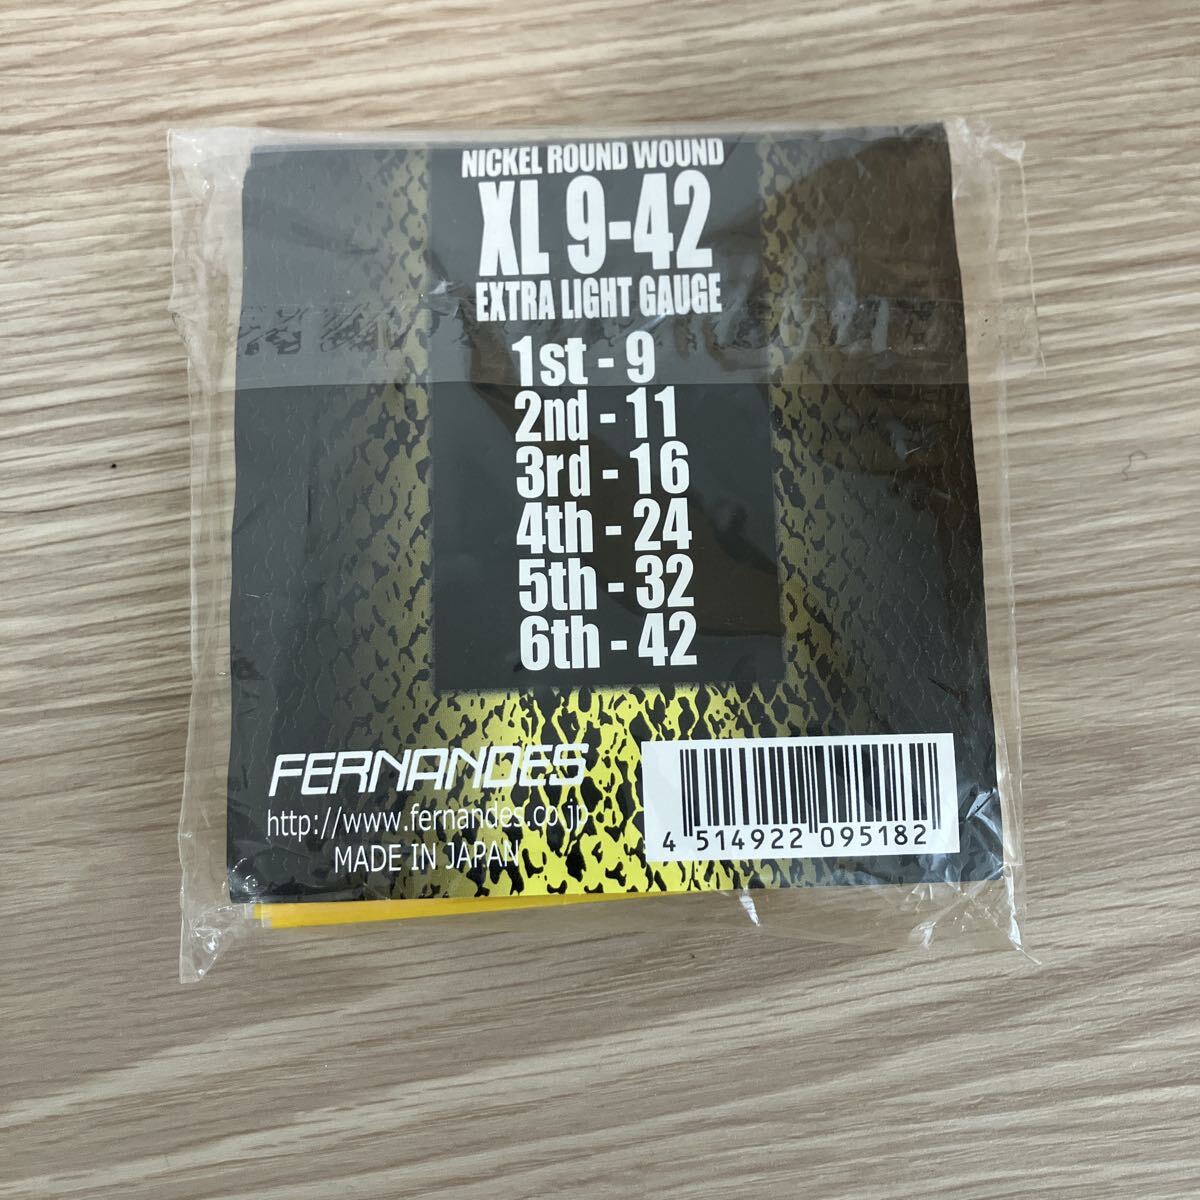 NICKEL ROUND WOUND
XL 9-42
EXTRA LIGHT GAUGE
1st - 9
2nd - 11
3rd - 16
4th - 24
5th - 32
6th - 42
FERNANDES
http://www.fernandes.co.jp
MADE IN JAPAN
4 514922 095182